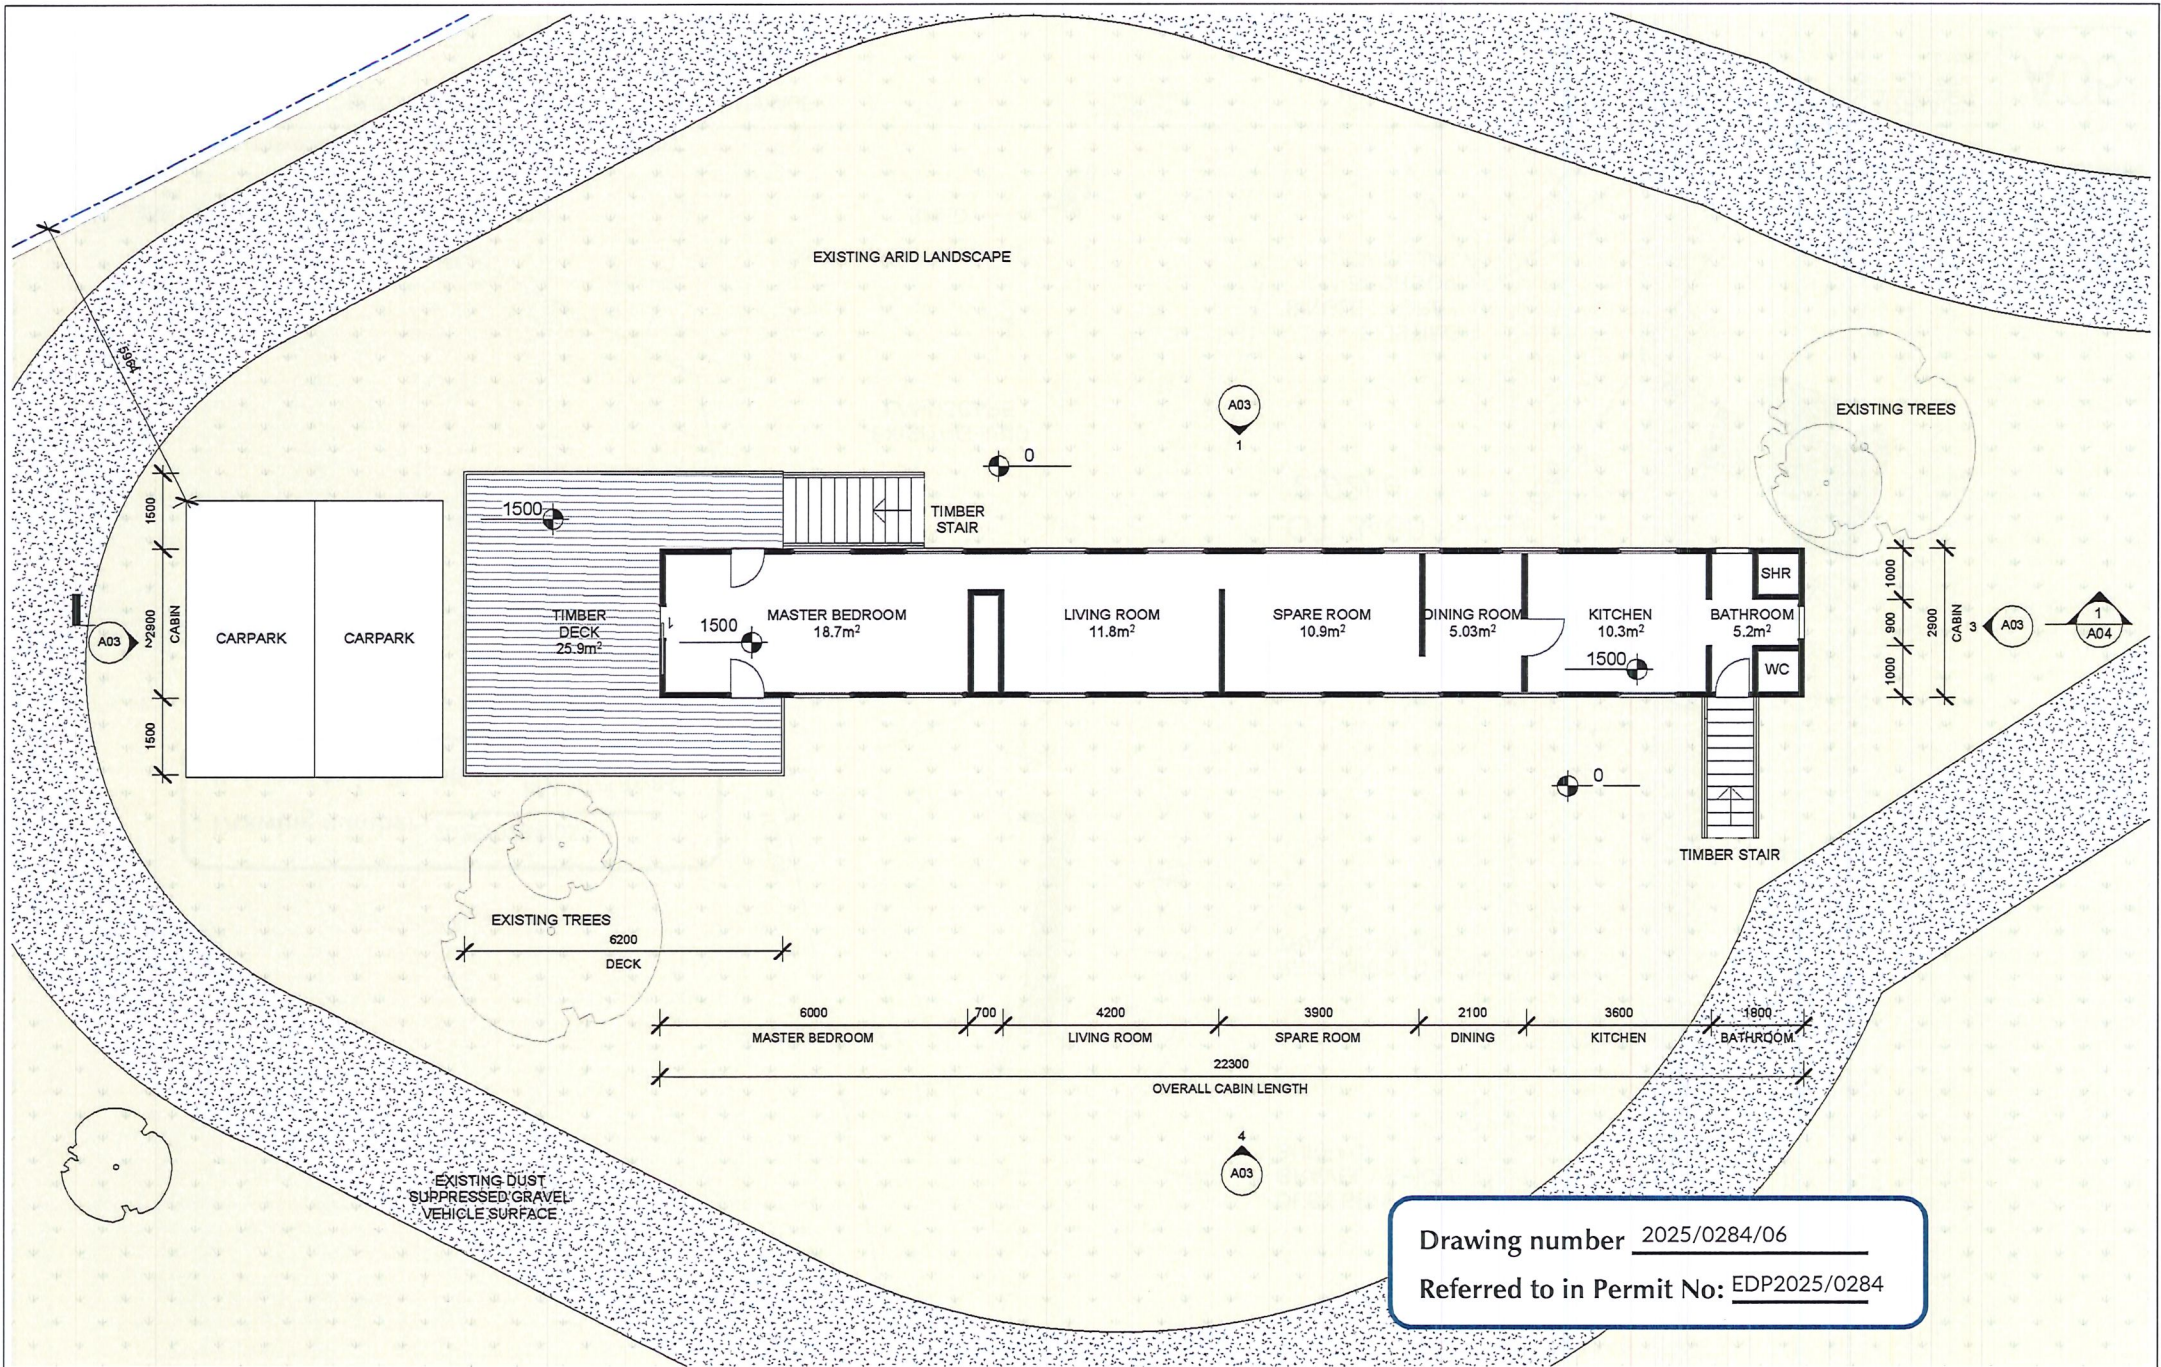 EXISTING ARID LANDSCAPE
5964
A03
1
EXISTING TREES
0
1500
1500
TIMBER
STAIR
SHR
1000
TIMBER
DECK
25.9m²
1500
MASTER BEDROOM
18.7m²
LIVING ROOM
11.8m²
SPARE ROOM
10.9m²
DINING ROOM
5.03m²
KITCHEN
10.3m²
BATHROOM
5.2m²
900
2900
CABIN
3
A03
1
A04
A03
2
2900
CABIN
CARPARK
CARPARK
1500
WC
1000
1500
0
TIMBER STAIR
EXISTING TREES
6200
DECK
6000
700
4200
3900
2100
3600
1800
MASTER BEDROOM
LIVING ROOM
SPARE ROOM
DINING
KITCHEN
BATHROOM
22300
OVERALL CABIN LENGTH
4
A03
EXISTING DUST
SUPPRESSED GRAVEL
VEHICLE SURFACE
Drawing number 2025/0284/06
Referred to in Permit No: EDP2025/0284